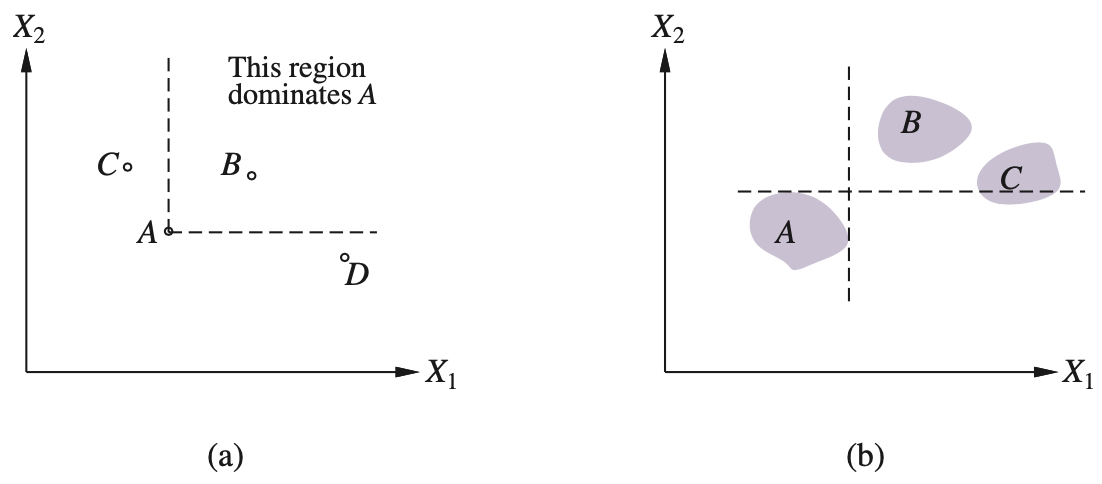 X₂
This region
dominates A
C
B
A
D
X₁
(a)
X₂
B
C
A
X₁
(b)